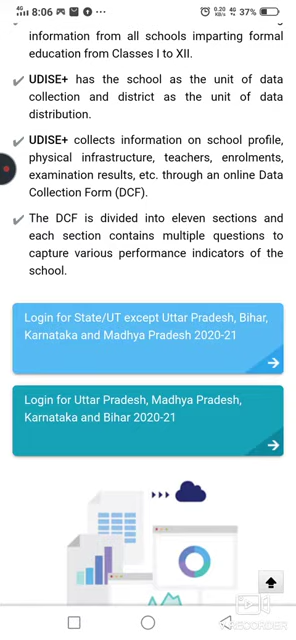 4G 8:06 0.20 KB/s 4G 37%
information from all schools imparting formal
education from Classes I to XII.
UDISE+ has the school as the unit of data
collection and district as the unit of data
distribution.
UDISE+ collects information on school profile,
physical infrastructure, teachers, enrolments,
examination results, etc. through an online Data
Collection Form (DCF).
The DCF is divided into eleven sections and
each section contains multiple questions to
capture various performance indicators of the
school.
Login for State/UT except Uttar Pradesh, Bihar,
Karnataka and Madhya Pradesh 2020-21
Login for Uttar Pradesh, Madhya Pradesh,
Karnataka and Bihar 2020-21
RECORDER